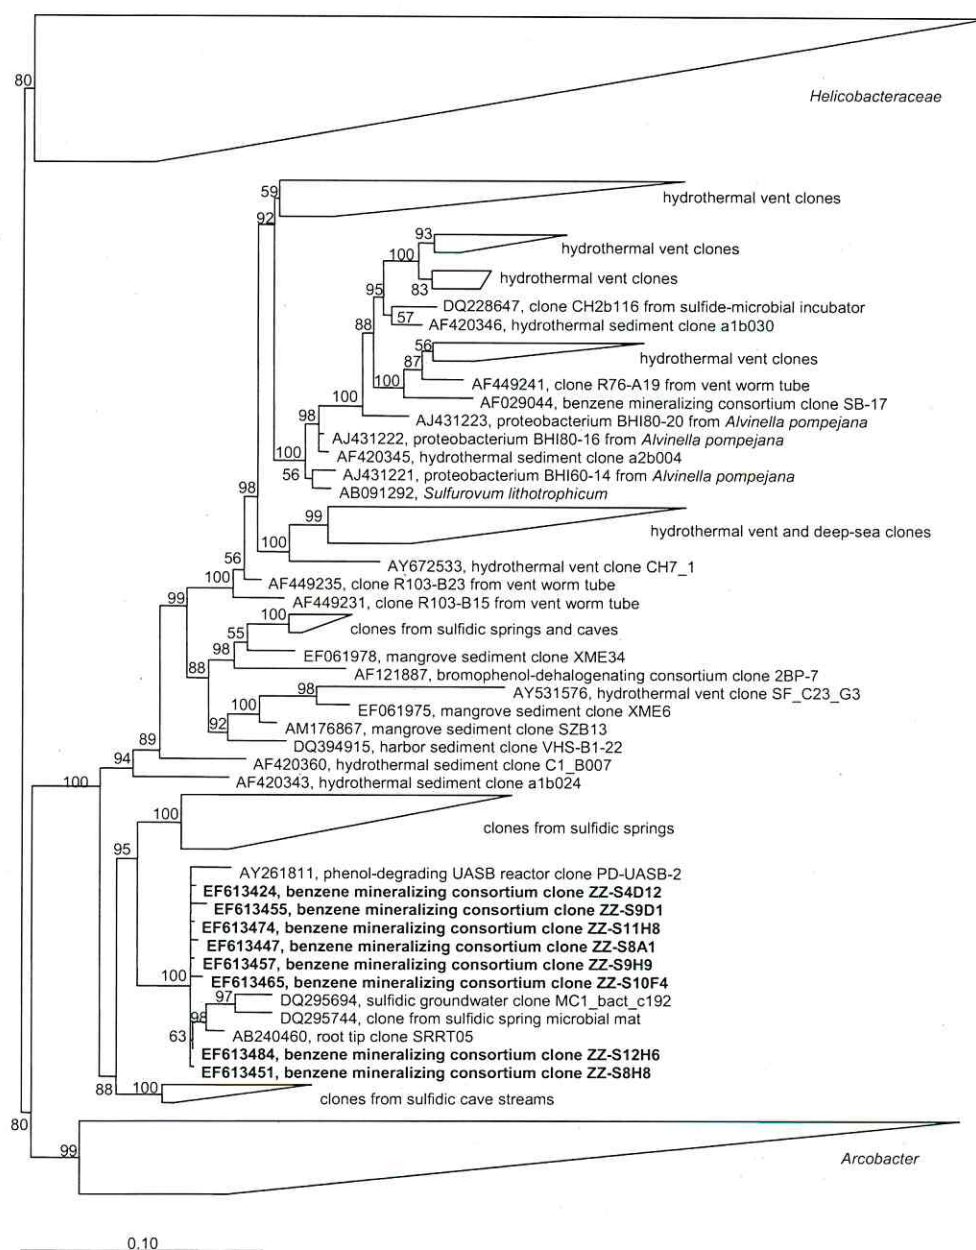 80
Helicobacteraceae
59
hydrothermal vent clones
92
93
hydrothermal vent clones
100
hydrothermal vent clones
83
95
DQ228647, clone CH2b116 from sulfide-microbial incubator
57
AF420346, hydrothermal sediment clone a1b030
88
56
hydrothermal vent clones
87
100
AF449241, clone R76-A19 from vent worm tube
AF029044, benzene mineralizing consortium clone SB-17
100
98
AJ431223, proteobacterium BHI80-20 from Alvinella pompejana
AJ431222, proteobacterium BHI80-16 from Alvinella pompejana
100
AF420345, hydrothermal sediment clone a2b004
56
AJ431221, proteobacterium BHI60-14 from Alvinella pompejana
98
AB091292, Sulfurovum lithotrophicum
99
hydrothermal vent and deep-sea clones
100
AY672533, hydrothermal vent clone CH7_1
56
100
AF449235, clone R103-B23 from vent worm tube
99
AF449231, clone R103-B15 from vent worm tube
100
clones from sulfidic springs and caves
55
98
EF061978, mangrove sediment clone XME34
88
AF121887, bromophenol-dehalogenating consortium clone 2BP-7
98
AY531576, hydrothermal vent clone SF_C23_G3
100
EF061975, mangrove sediment clone XME6
92
AM176867, mangrove sediment clone SZB13
89
DQ394915, harbor sediment clone VHS-B1-22
94
AF420360, hydrothermal sediment clone C1_B007
100
AF420343, hydrothermal sediment clone a1b024
100
clones from sulfidic springs
95
AY261811, phenol-degrading UASB reactor clone PD-UASB-2
EF613424, benzene mineralizing consortium clone ZZ-S4D12
EF613455, benzene mineralizing consortium clone ZZ-S9D1
EF613474, benzene mineralizing consortium clone ZZ-S11H8
EF613447, benzene mineralizing consortium clone ZZ-S8A1
EF613457, benzene mineralizing consortium clone ZZ-S9H9
100
EF613465, benzene mineralizing consortium clone ZZ-S10F4
97
DQ295694, sulfidic groundwater clone MC1_bact_c192
98
DQ295744, clone from sulfidic spring microbial mat
63
AB240460, root tip clone SRRT05
EF613484, benzene mineralizing consortium clone ZZ-S12H6
EF613451, benzene mineralizing consortium clone ZZ-S8H8
88
100
clones from sulfidic cave streams
80
99
Arcobacter
0.10